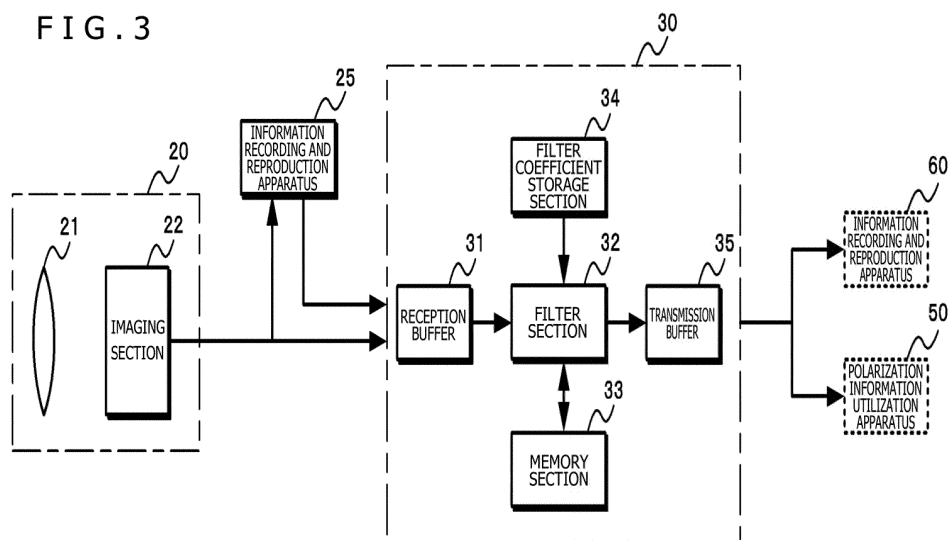 FIG.3
30
25
INFORMATION
RECORDING AND
REPRODUCTION
APPARATUS
34
FILTER
COEFFICIENT
STORAGE
SECTION
20
21
22
IMAGING
SECTION
31
RECEPTION
BUFFER
32
FILTER
SECTION
35
TRANSMISSION
BUFFER
33
MEMORY
SECTION
60
INFORMATION
RECORDING AND
REPRODUCTION
APPARATUS
50
POLARIZATION
INFORMATION
UTILIZATION
APPARATUS